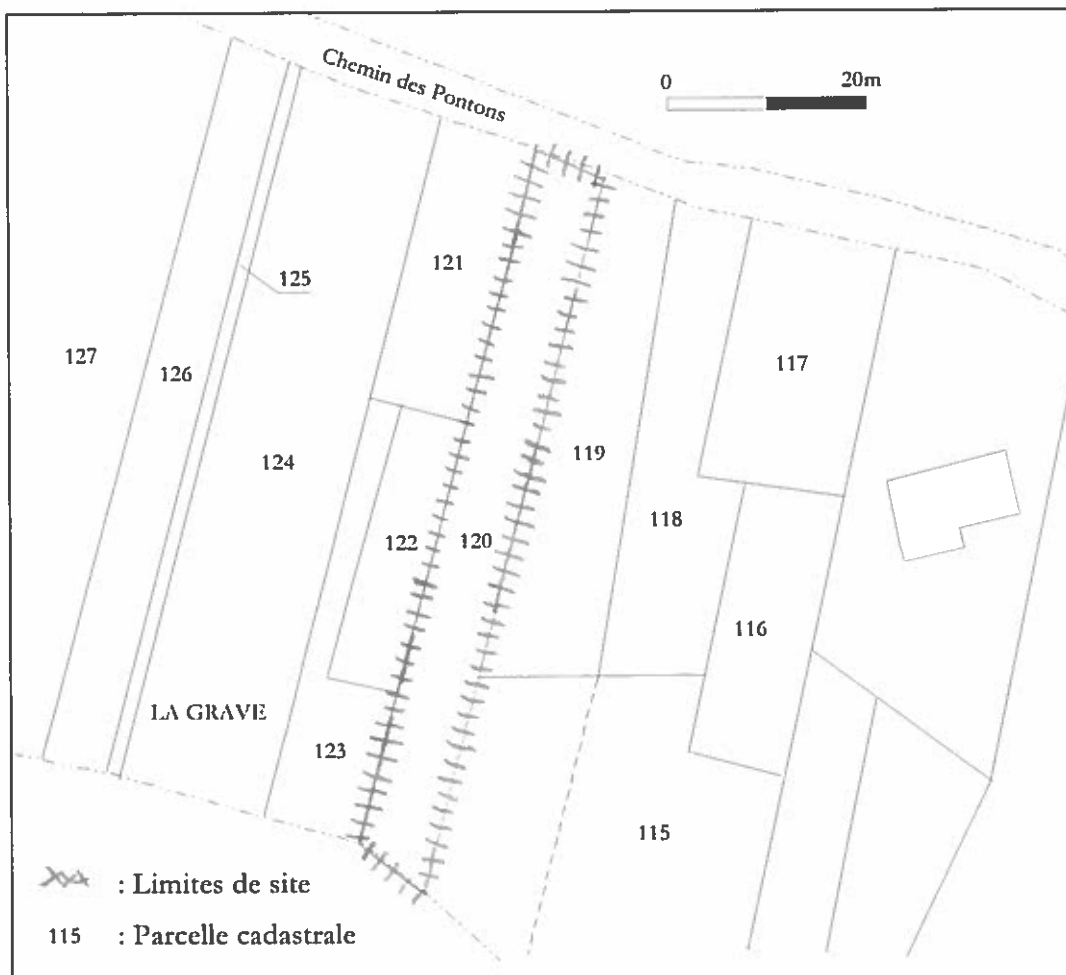 Chemin des Pontons
0 20m
121
125
127
126
117
124
119
118
122
120
116
LA GRAVE
123
115
: Limites de site
115 : Parcelle cadastrale